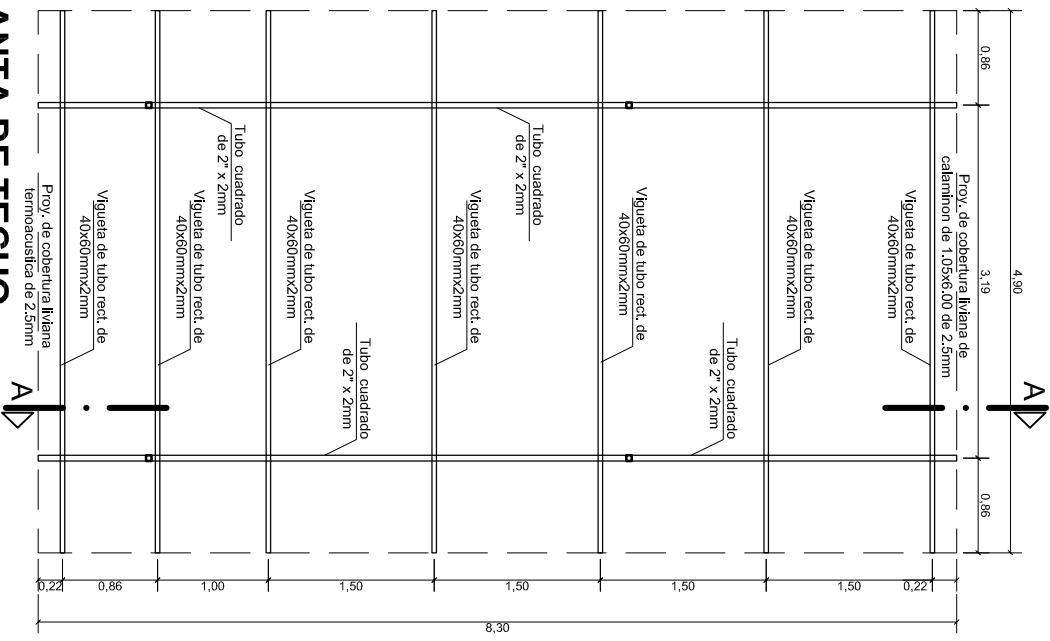 4,90
0,86
3,19
0,86
A
A
Proy. de cobertura liviana de
calaminon de 1.05x6.00 de 2.5mm
Vigueta de tubo rect. de
40x60mmx2mm
0,22
Vigueta de tubo rect. de
40x60mmx2mm
1,50
Tubo cuadrado
de 2" x 2mm
Vigueta de tubo rect. de
40x60mmx2mm
1,50
Tubo cuadrado
de 2" x 2mm
Vigueta de tubo rect. de
40x60mmx2mm
1,50
Tubo cuadrado
de 2" x 2mm
Vigueta de tubo rect. de
40x60mmx2mm
1,50
Tubo cuadrado
de 2" x 2mm
Vigueta de tubo rect. de
40x60mmx2mm
1,00
Vigueta de tubo rect. de
40x60mmx2mm
0,86
Proy. de cobertura liviana
termoacustica de 2.5mm
0,22
8,30
ANTA DE TECHO